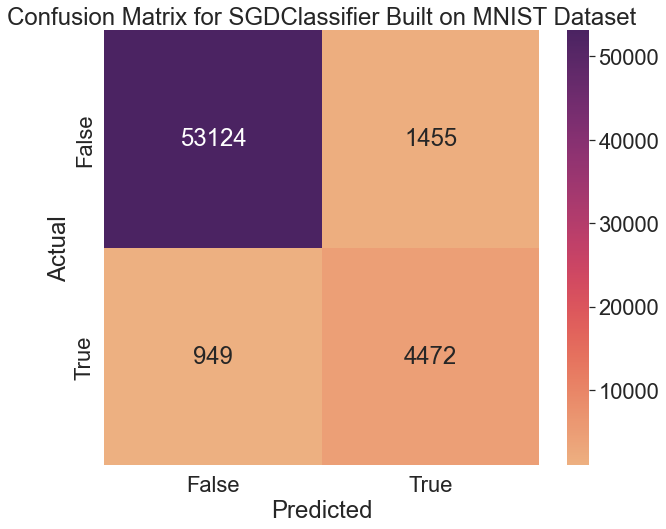 Confusion Matrix for SGDClassifier Built on MNIST Dataset
Actual
False
True
53124
1455
949
4472
False
True
Predicted
50000
40000
30000
20000
10000